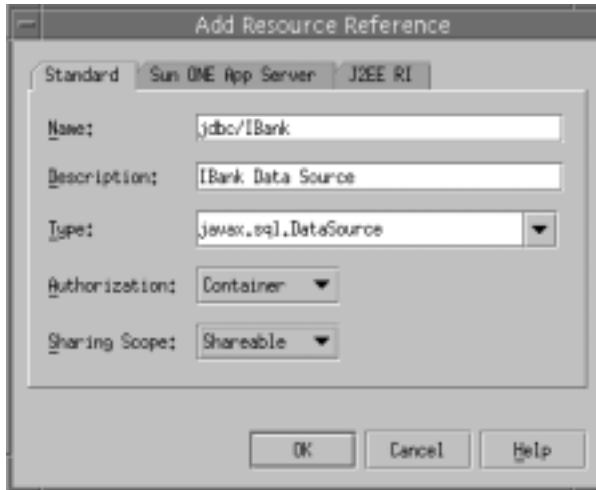 Add Resource Reference
Standard Sun ONE App Server J2EE RI
Name: jdbc/IBank
Description: IBank Data Source
Type: javax.sql.DataSource
Authorization: Container
Sharing Scope: Shareable
OK Cancel Help